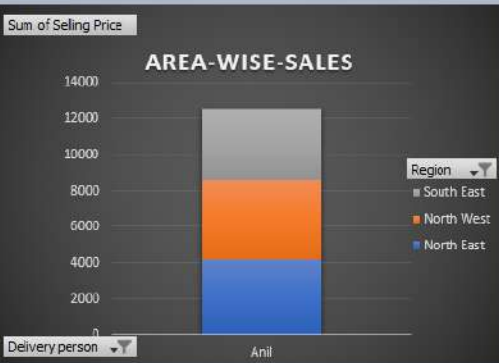 Sum of Seling Price
AREA-WISE-SALES
14000
12000
10000
8000
6000
4000
2000
0
Region
South East
North West
North East
Delivery person
Anil